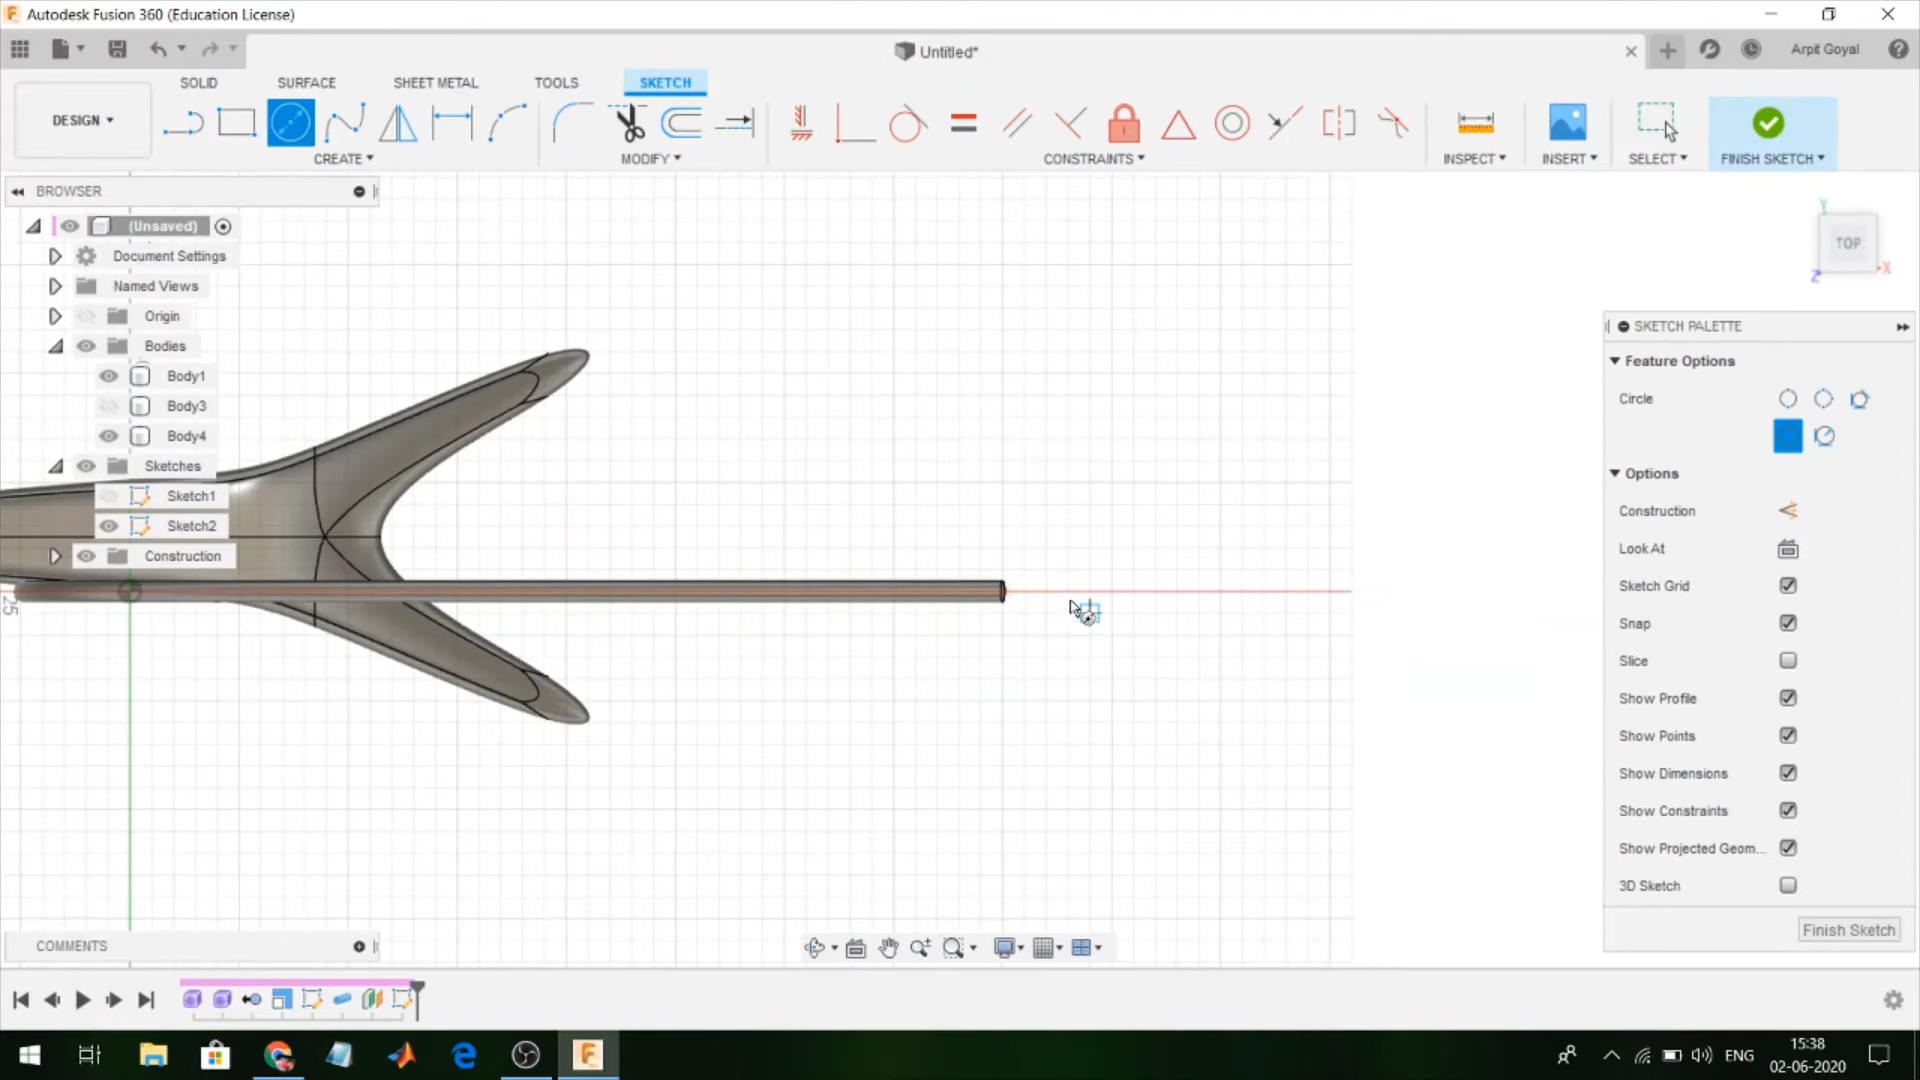 Autodesk Fusion 360 (Education License)
Untitled*
Arpit Goyal
SOLID
SURFACE
SHEET METAL
TOOLS
SKETCH
DESIGN
CREATE
MODIFY
CONSTRAINTS
INSPECT
INSERT
SELECT
FINISH SKETCH
BROWSER
(Unsaved)
Document Settings
Named Views
Origin
Bodies
Body1
Body3
Body4
Sketches
Sketch1
Sketch2
Construction
25
Y
TOP
X
Z
SKETCH PALETTE
Feature Options
Circle
Options
Construction
Look At
Sketch Grid
Snap
Slice
Show Profile
Show Points
Show Dimensions
Show Constraints
Show Projected Geom...
3D Sketch
Finish Sketch
COMMENTS
ENG
15:38
02-06-2020